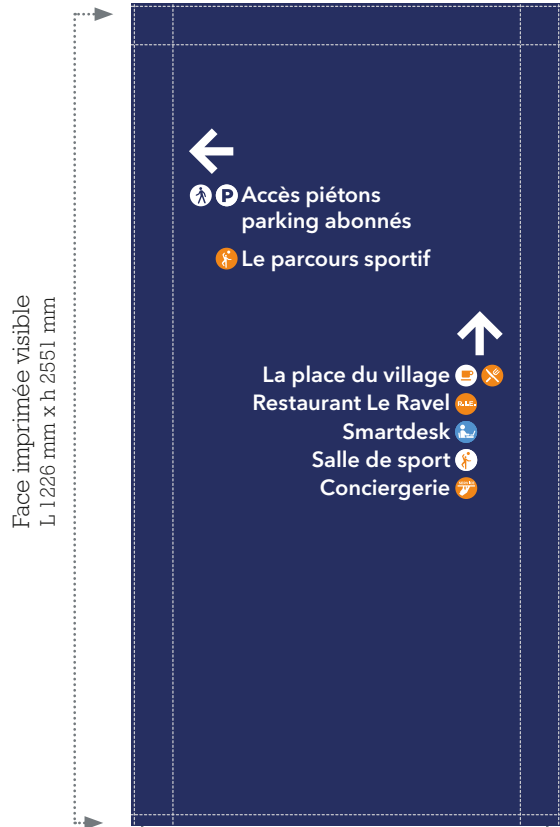 Face imprimée visible
L 1226 mm x h 2551 mm
P
Accès piétons
parking abonnés
Le parcours sportif
La place du village
Restaurant Le Ravel
R.I.E.
Smartdesk
Salle de sport
Conciergerie